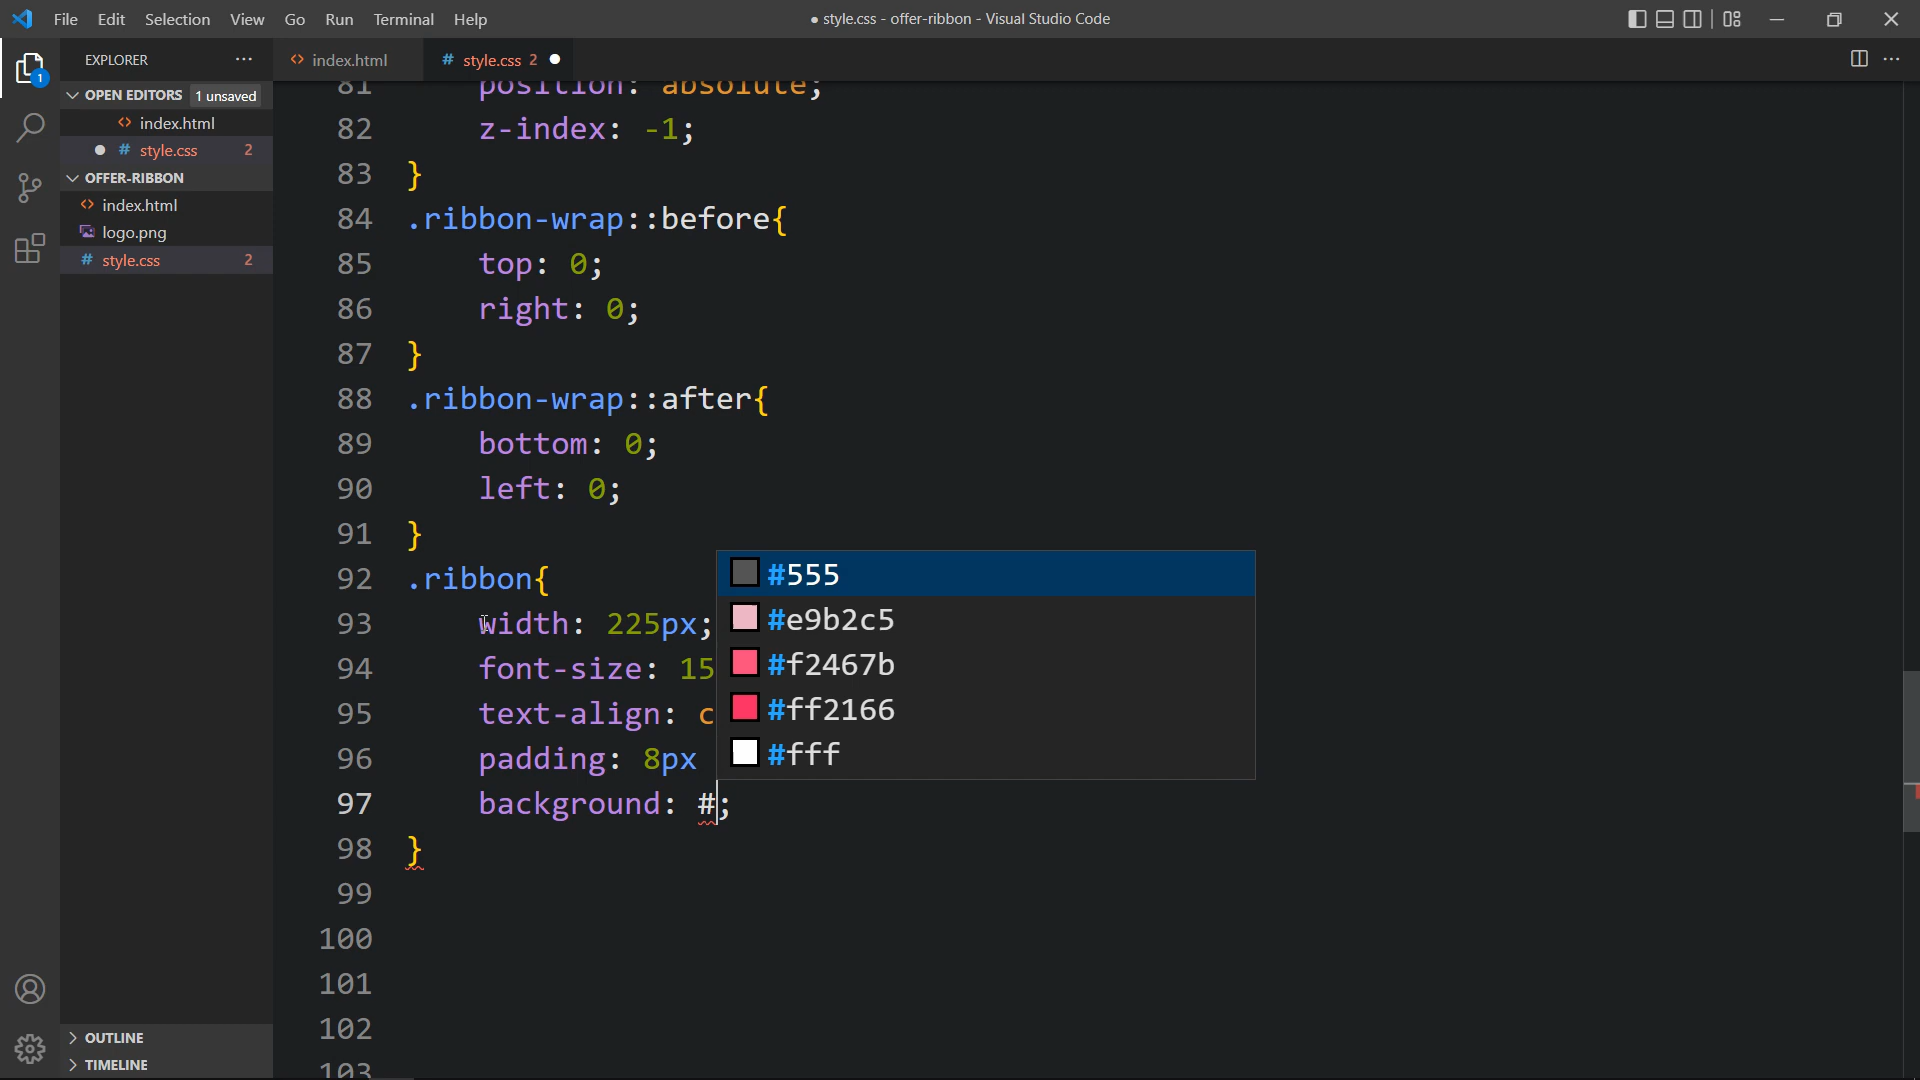 File Edit Selection View Go Run Terminal Help
● style.css - offer-ribbon - Visual Studio Code
EXPLORER
OPEN EDITORS 1 unsaved
index.html
style.css 2
OFFER-RIBBON
index.html
logo.png
style.css 2
OUTLINE
TIMELINE
1
index.html
# style.css 2
81 position: absolute;
82 z-index: -1;
83 }
84 .ribbon-wrap::before{
85 top: 0;
86 right: 0;
87 }
88 .ribbon-wrap::after{
89 bottom: 0;
90 left: 0;
91 }
92 .ribbon{
93 width: 225px;
94 font-size: 15
95 text-align: c
96 padding: 8px
97 background: #;
98 }
99
100
101
102
103
#555
#e9b2c5
#f2467b
#ff2166
#fff